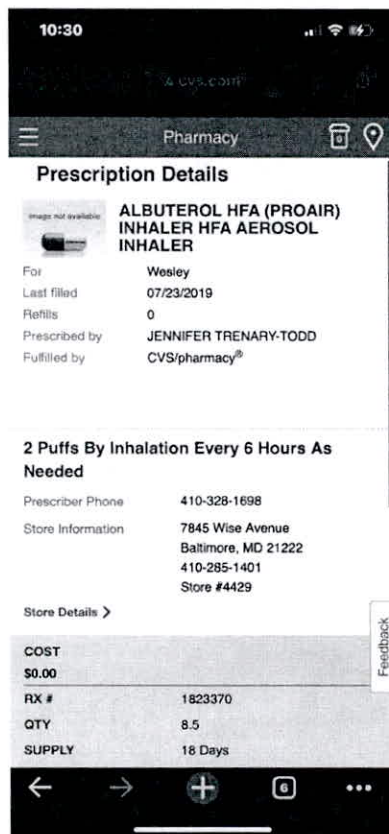 10:30
cvs.com
Pharmacy
0
Prescription Details
image not available
ALBUTEROL HFA (PROAIR)
INHALER HFA AEROSOL
INHALER
For Wesley
Last filled 07/23/2019
Refills 0
Prescribed by JENNIFER TRENARY-TODD
Fulfilled by CVS/pharmacy®
2 Puffs By Inhalation Every 6 Hours As
Needed
Prescriber Phone 410-328-1698
Store Information 7845 Wise Avenue
Baltimore, MD 21222
410-285-1401
Store #4429
Store Details >
Feedback
COST
$0.00
RX # 1823370
QTY 8.5
SUPPLY 18 Days
6